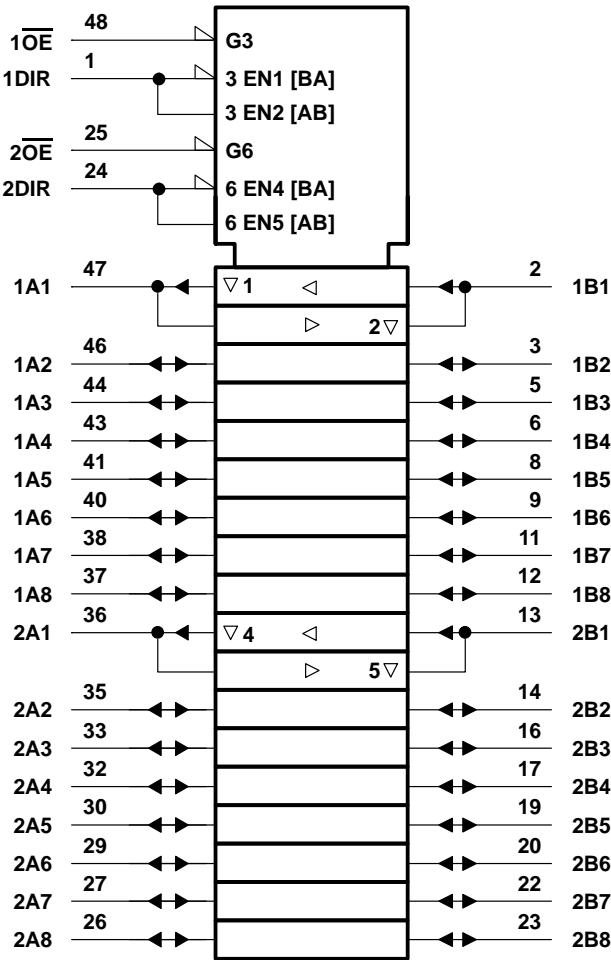 1OE 48 G3
1DIR 1 3 EN1 [BA]
3 EN2 [AB]
2OE 25 G6
2DIR 24 6 EN4 [BA]
6 EN5 [AB]
1A1 47 ▽ 1 ◁ 2 1B1
▷ 2 ▽
1A2 46 3 1B2
1A3 44 5 1B3
1A4 43 6 1B4
1A5 41 8 1B5
1A6 40 9 1B6
1A7 38 11 1B7
1A8 37 12 1B8
2A1 36 ▽ 4 ◁ 13 2B1
▷ 5 ▽
2A2 35 14 2B2
2A3 33 16 2B3
2A4 32 17 2B4
2A5 30 19 2B5
2A6 29 20 2B6
2A7 27 22 2B7
2A8 26 23 2B8